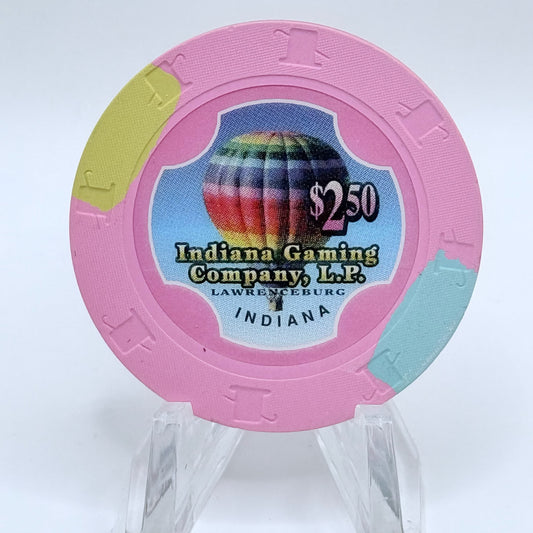 $2.50
Indiana Gaming
Company, L.P.
LAWRENCEBURG
INDIANA